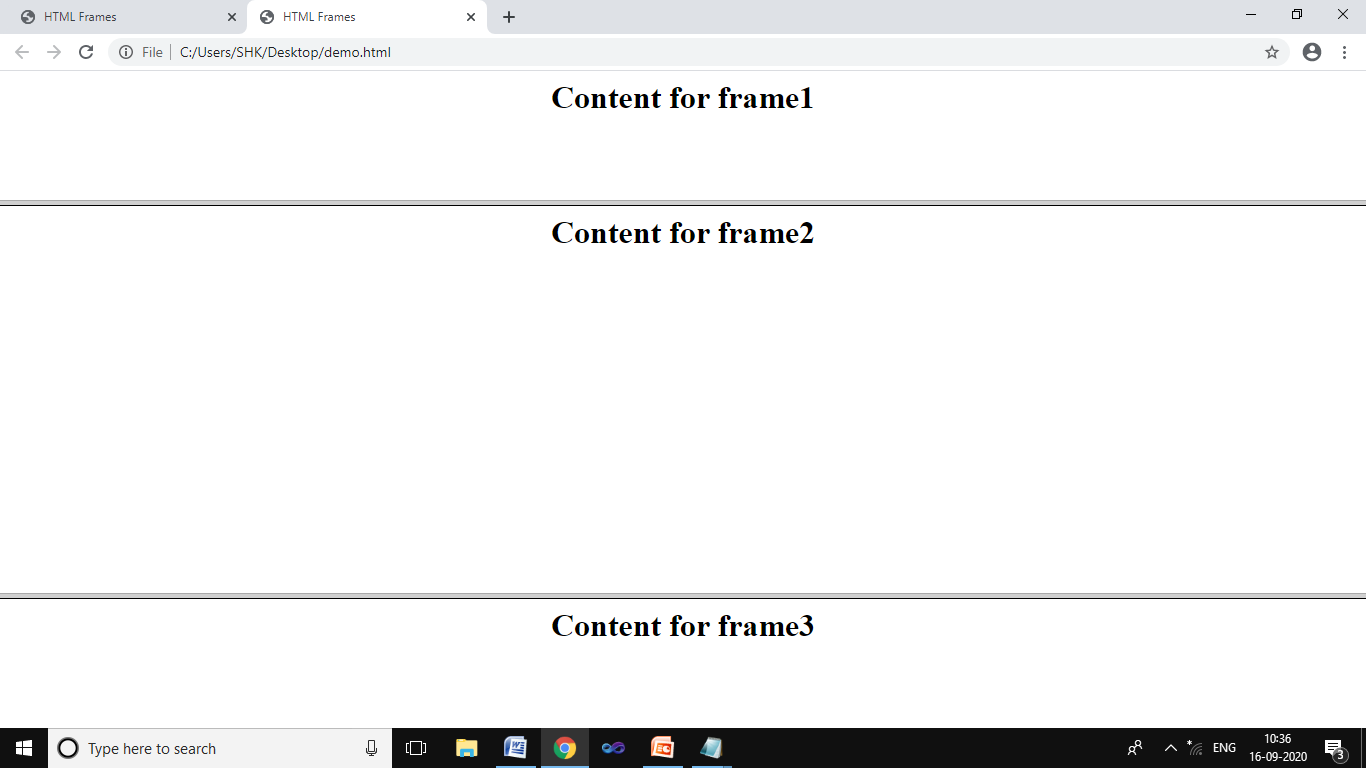 HTML Frames
HTML Frames
File
C:/Users/SHK/Desktop/demo.html
Content for frame1
Content for frame2
Content for frame3
Type here to search
ENG
10:36
16-09-2020
3